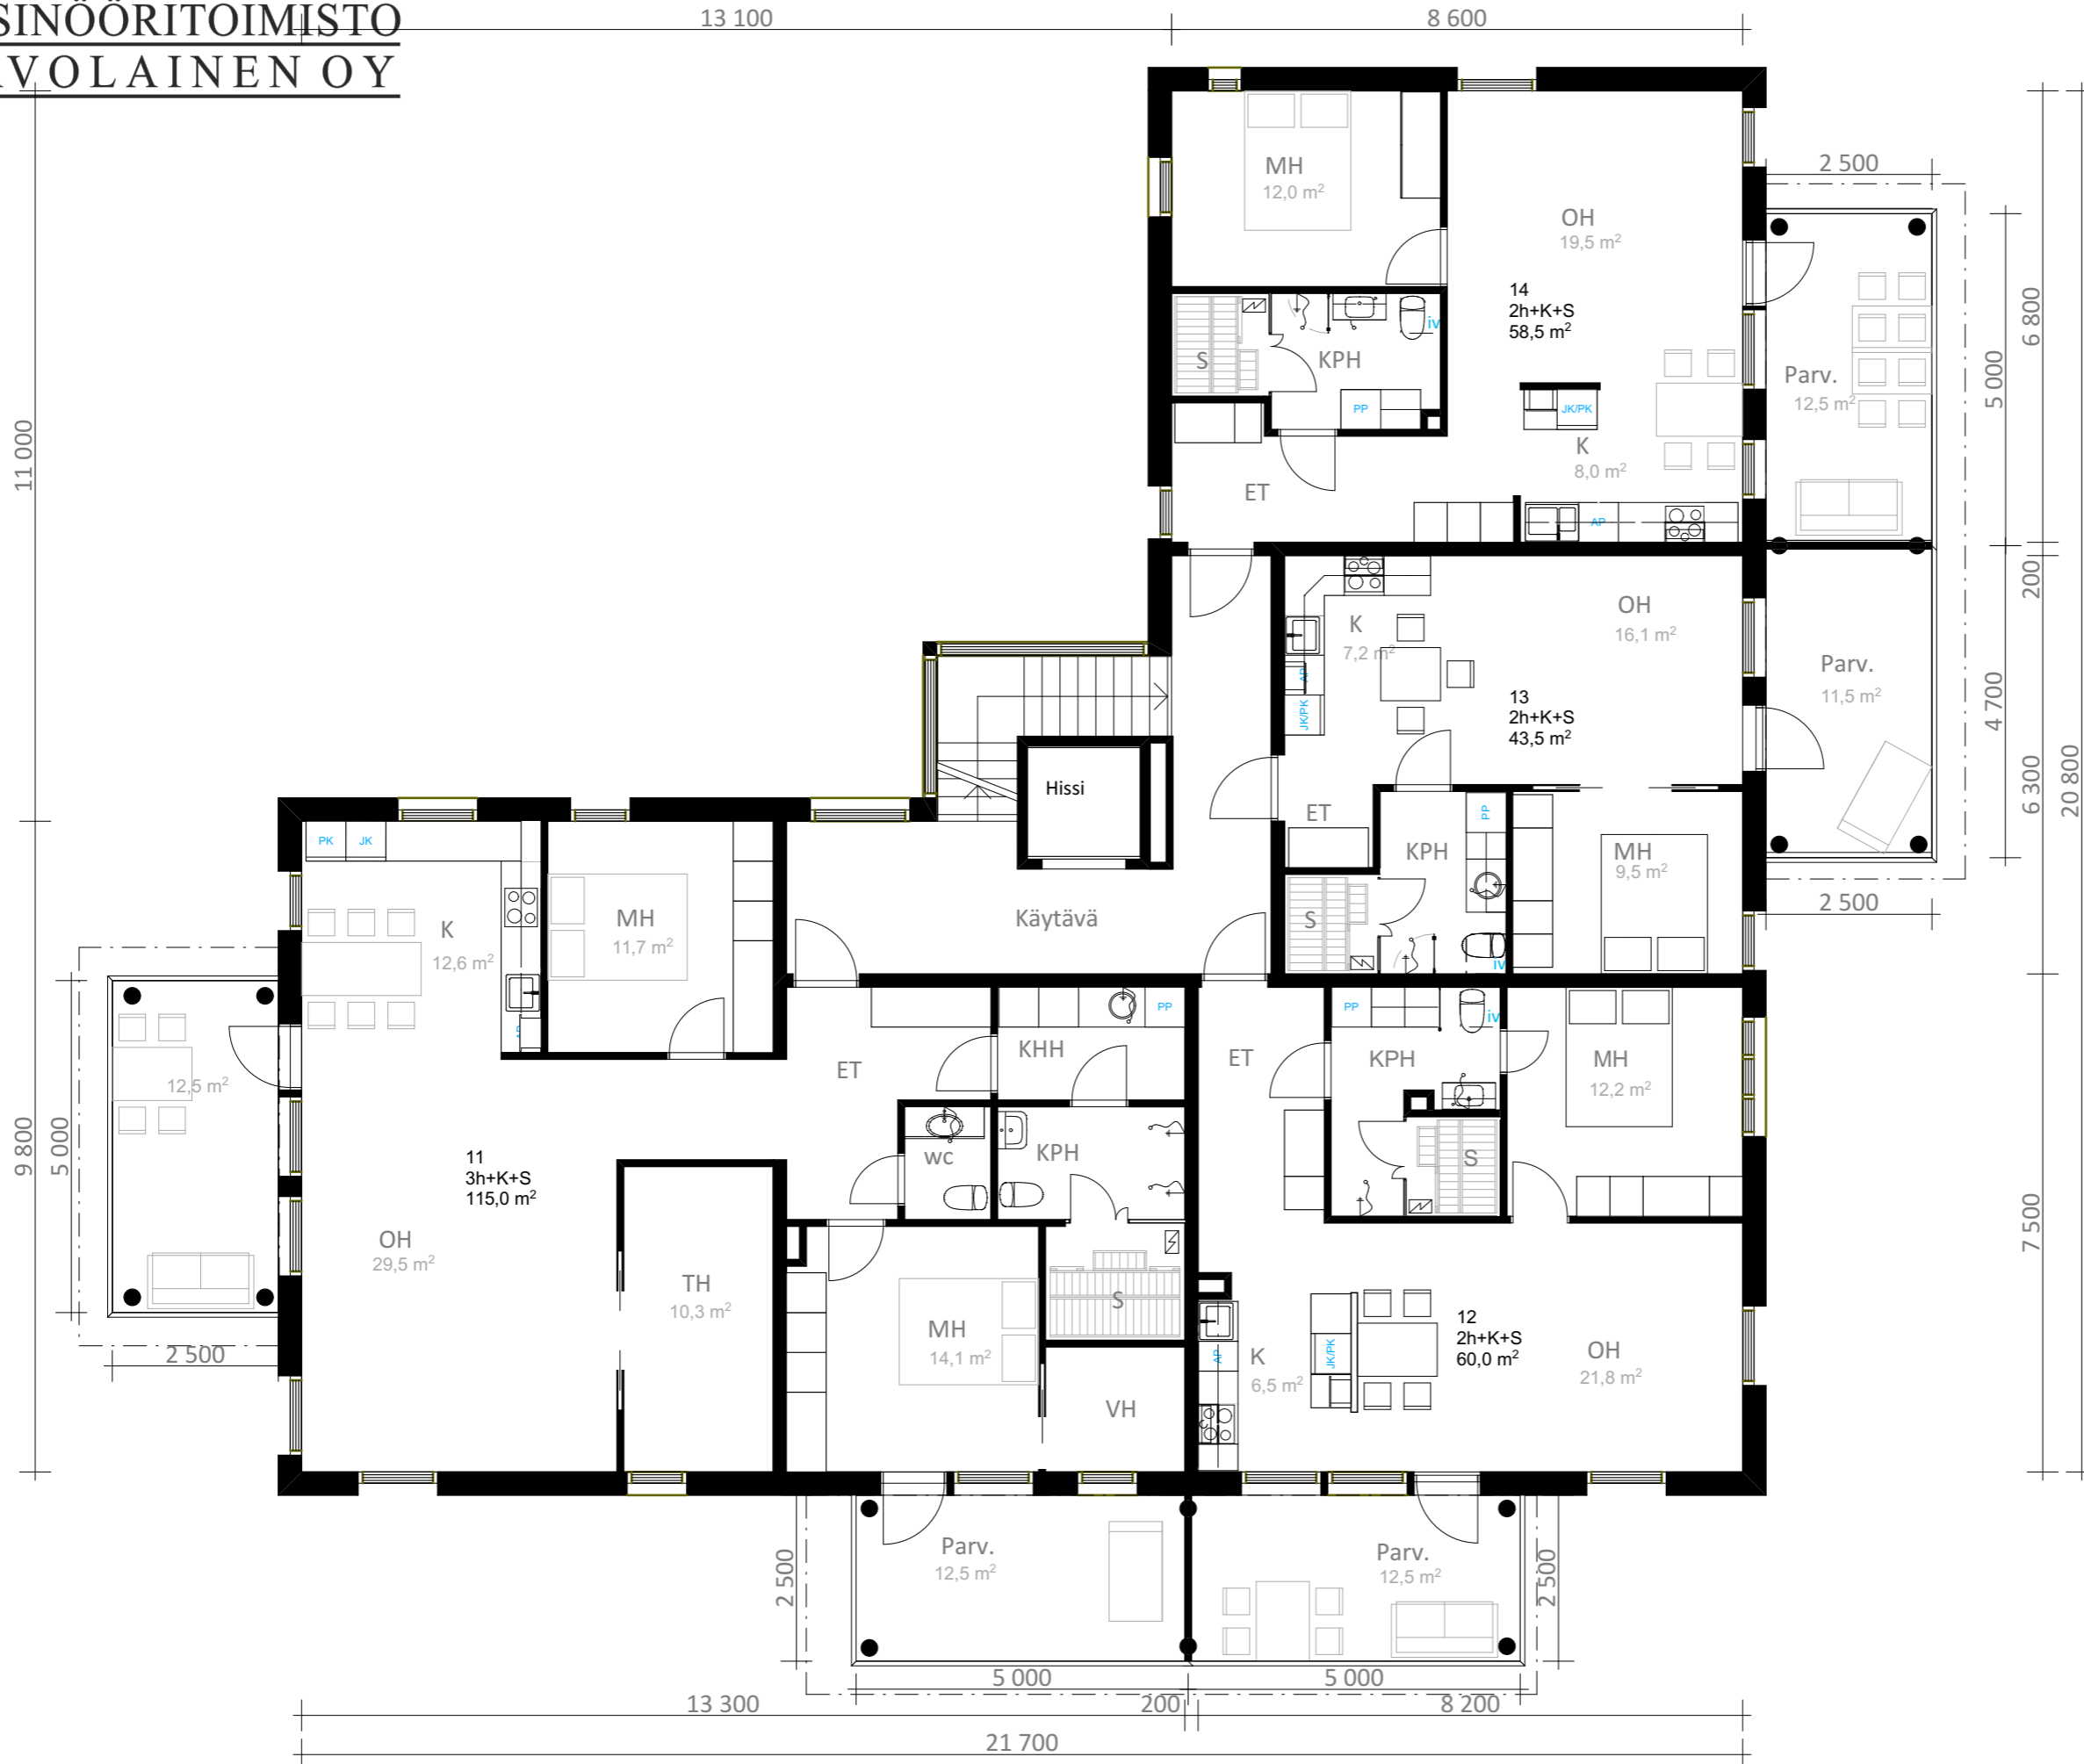 SINÖÖRITOIMISTO
VOLAINEN OY
13 100
8 600
11 000
9 800
5 000
2 500
MH
12,0 m²
OH
19,5 m²
14
2h+K+S
58,5 m²
S
KPH
iv
PP
JK/PK
K
8,0 m²
ET
AP
2 500
Parv.
12,5 m²
5 000
6 800
200
4 700
6 300
20 800
7 500
2 500
K
7,2 m²
AP
JK/PK
OH
16,1 m²
13
2h+K+S
43,5 m²
Parv.
11,5 m²
ET
KPH
PP
S
iv
MH
9,5 m²
Hissi
Käytävä
PK
JK
K
12,6 m²
MH
11,7 m²
12,5 m²
11
3h+K+S
115,0 m²
OH
29,5 m²
TH
10,3 m²
ET
KHH
PP
wc
KPH
S
MH
14,1 m²
VH
ET
PP
iv
KPH
S
MH
12,2 m²
AP
K
6,5 m²
JK/PK
12
2h+K+S
60,0 m²
OH
21,8 m²
Parv.
12,5 m²
Parv.
12,5 m²
2 500
2 500
5 000
5 000
13 300
200
8 200
21 700